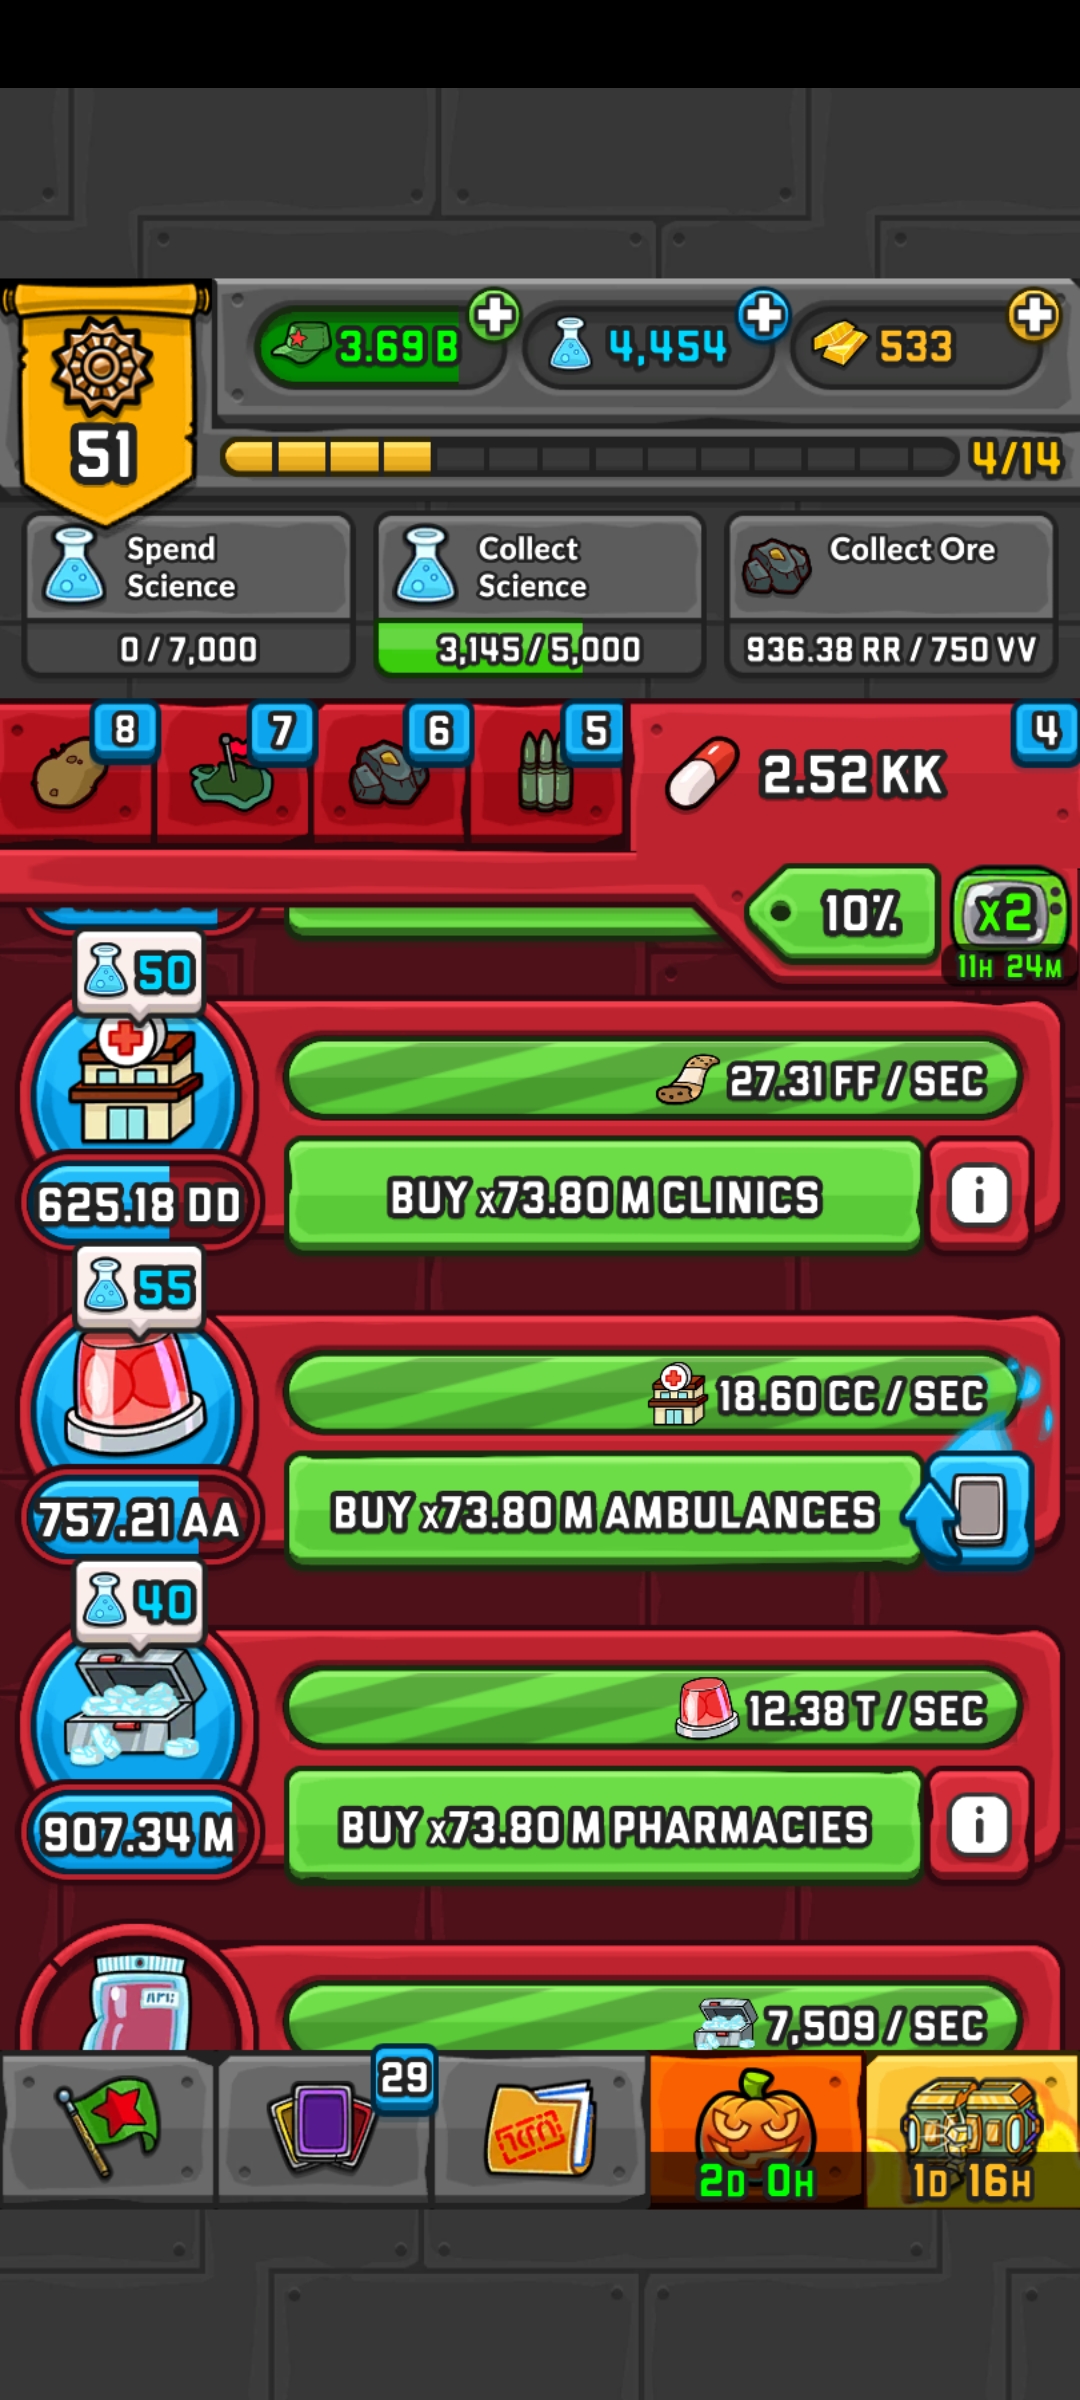 3.69 B
4,454
533
51
4/14
Spend
Science
0 / 7,000
Collect
Science
3,145 / 5,000
Collect Ore
936.38 RR / 750 VV
8
7
6
5
4
2.52 KK
10%
x2
11H 24M
50
27.31 FF / SEC
625.18 DD
BUY x73.80 M CLINICS
i
55
18.60 CC / SEC
757.21 AA
BUY x73.80 M AMBULANCES
40
12.38 T / SEC
907.34 M
BUY x73.80 M PHARMACIES
i
7,509 / SEC
29
2D 0H
1D 16H